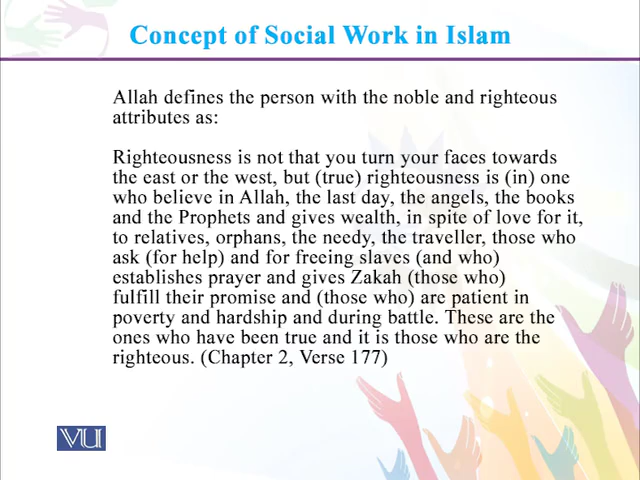 Concept of Social Work in Islam
Allah defines the person with the noble and righteous
attributes as:
Righteousness is not that you turn your faces towards
the east or the west, but (true) righteousness is (in) one
who believe in Allah, the last day, the angels, the books
and the Prophets and gives wealth, in spite of love for it,
to relatives, orphans, the needy, the traveller, those who
ask (for help) and for freeing slaves (and who)
establishes prayer and gives Zakah (those who)
fulfill their promise and (those who) are patient in
poverty and hardship and during battle. These are the
ones who have been true and it is those who are the
righteous. (Chapter 2, Verse 177)
VU